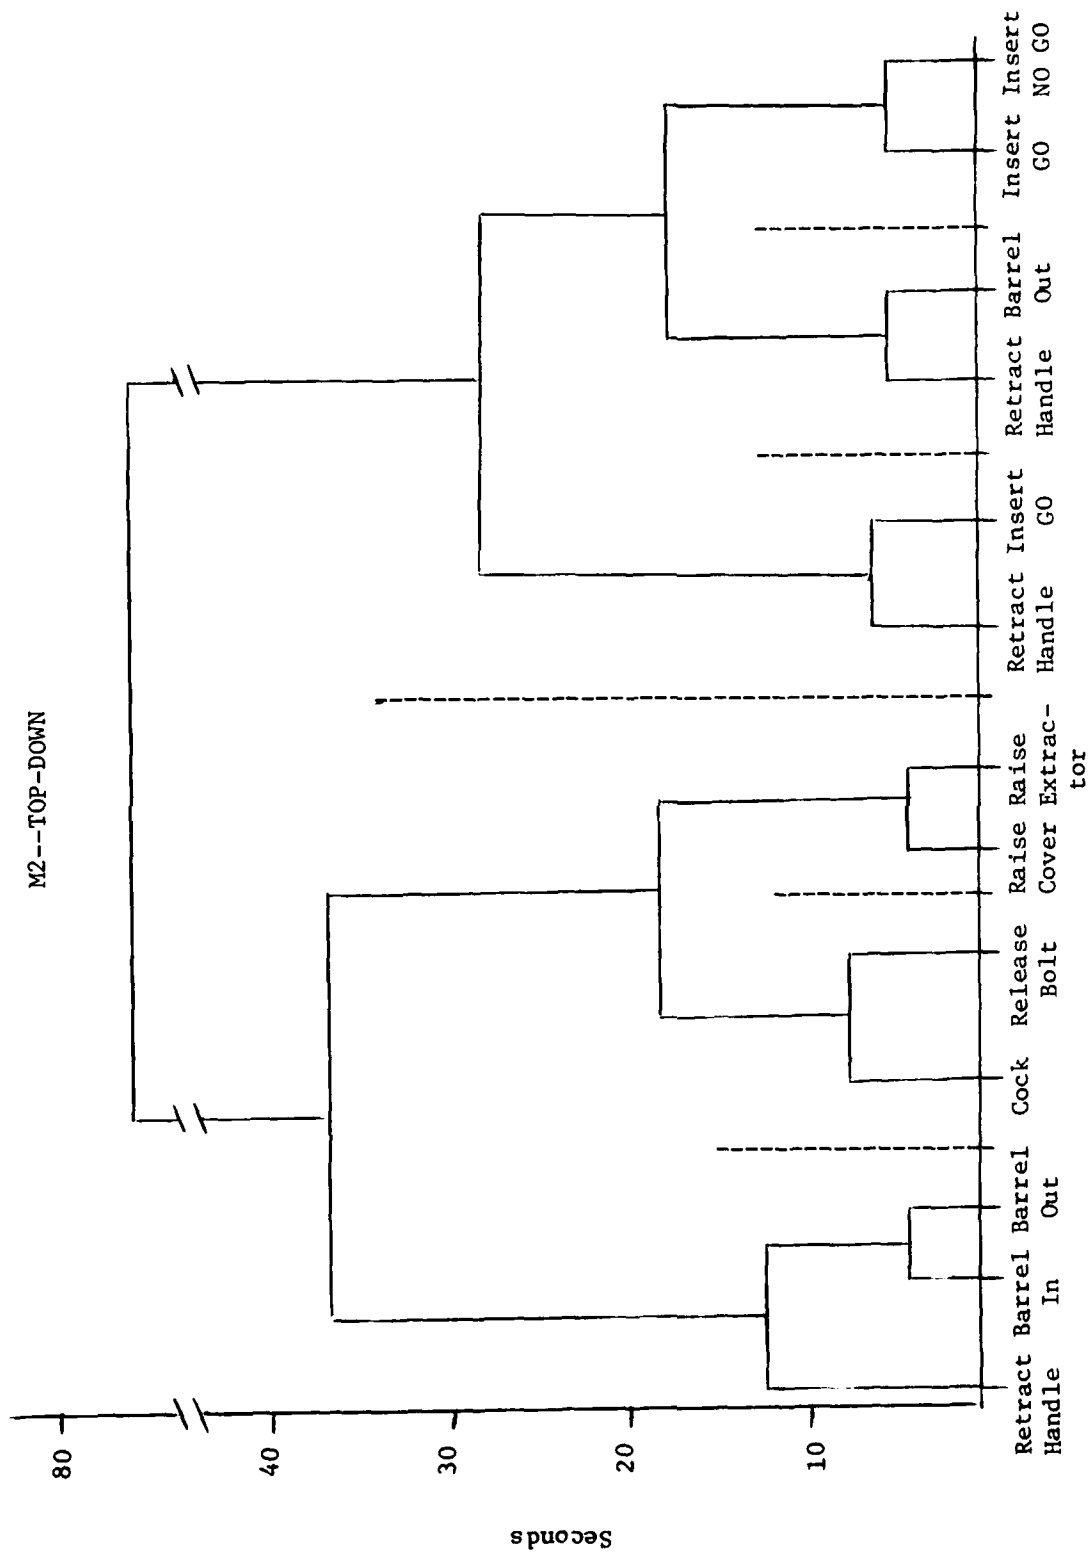 M2--TOP-DOWN
80
40
30
20
10
Seconds
Retract Barrel Barrel Cock Release Raise Raise Retract Insert Retract Barrel Insert Insert
Handle In Out Bolt Cover Extrac- Handle GO Handle Out GO NO GO
tor